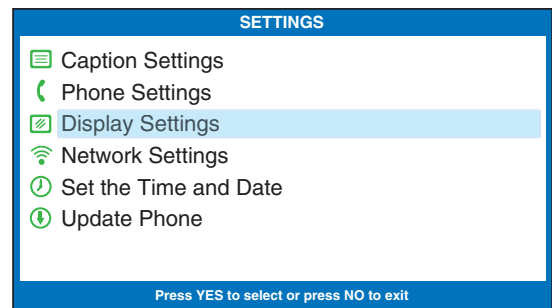 SETTINGS
Caption Settings
Phone Settings
Display Settings
Network Settings
Set the Time and Date
Update Phone
Press YES to select or press NO to exit